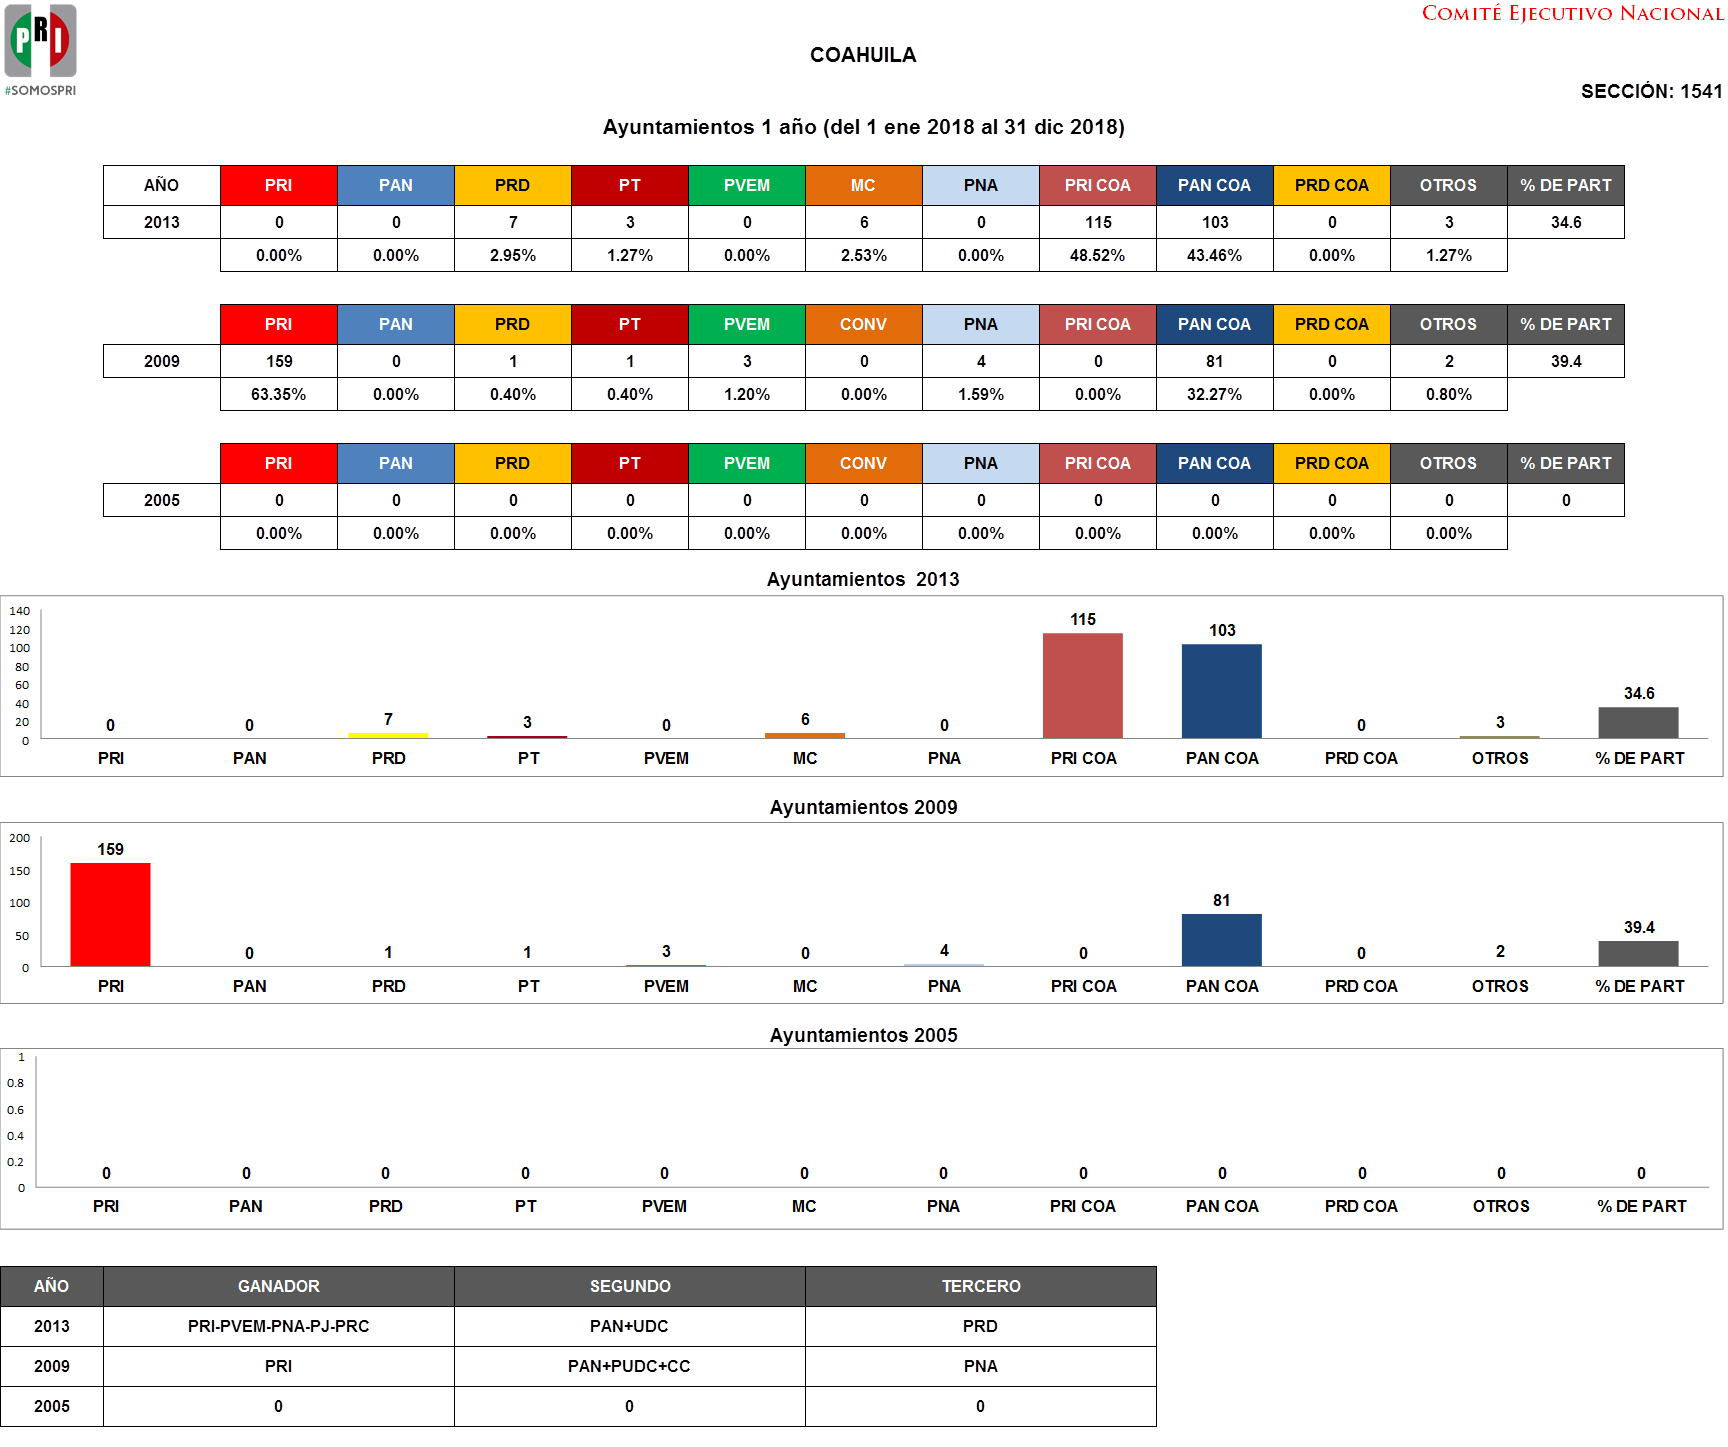 PRI
#SOMOSPRI
COMITÉ EJECUTIVO NACIONAL
COAHUILA
SECCIÓN: 1541
Ayuntamientos 1 año (del 1 ene 2018 al 31 dic 2018)
AÑO PRI PAN PRD PT PVEM MC PNA PRI COA PAN COA PRD COA OTROS % DE PART
2013 0 0 7 3 0 6 0 115 103 0 3 34.6
0.00% 0.00% 2.95% 1.27% 0.00% 2.53% 0.00% 48.52% 43.46% 0.00% 1.27%
PRI PAN PRD PT PVEM CONV PNA PRI COA PAN COA PRD COA OTROS % DE PART
2009 159 0 1 1 3 0 4 0 81 0 2 39.4
63.35% 0.00% 0.40% 0.40% 1.20% 0.00% 1.59% 0.00% 32.27% 0.00% 0.80%
PRI PAN PRD PT PVEM CONV PNA PRI COA PAN COA PRD COA OTROS % DE PART
2005 0 0 0 0 0 0 0 0 0 0 0 0
0.00% 0.00% 0.00% 0.00% 0.00% 0.00% 0.00% 0.00% 0.00% 0.00% 0.00%
Ayuntamientos 2013
140
120
100
80
60
40
20
0
0 0 7 3 0 6 0 115 103 0 3 34.6
PRI PAN PRD PT PVEM MC PNA PRI COA PAN COA PRD COA OTROS % DE PART
Ayuntamientos 2009
200
150
100
50
0
159 0 1 1 3 0 4 0 81 0 2 39.4
PRI PAN PRD PT PVEM MC PNA PRI COA PAN COA PRD COA OTROS % DE PART
Ayuntamientos 2005
1
0.8
0.6
0.4
0.2
0
0 0 0 0 0 0 0 0 0 0 0 0
PRI PAN PRD PT PVEM MC PNA PRI COA PAN COA PRD COA OTROS % DE PART
AÑO GANADOR SEGUNDO TERCERO
2013 PRI-PVEM-PNA-PJ-PRC PAN+UDC PRD
2009 PRI PAN+PUDC+CC PNA
2005 0 0 0